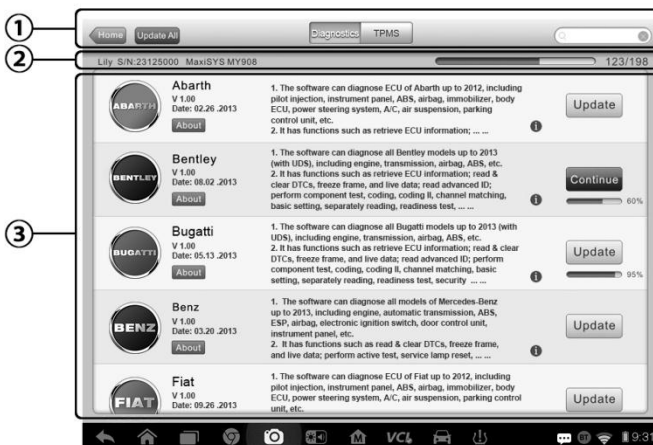 ①
Home Update All Diagnostics TPMS
②
Lily S/N:23125000 MaxiSYS MY908 123/198
③
ABARTH
Abarth
V 1.00
Date: 02.26 .2013
About
1. The software can diagnose ECU of Abarth up to 2012, including
pilot injection, instrument panel, ABS, airbag, immobilizer, body
ECU, power steering system, A/C, air suspension, parking
control unit, etc.
2. It has functions such as retrieve ECU information; ... ...
Update
BENTLEY
Bentley
V 1.00
Date: 08.02 .2013
About
1. The software can diagnose all Bentley models up to 2013
(with UDS), including engine, transmission, airbag, ABS, etc.
2. It has functions such as retrieve ECU information; read &
clear DTCs, freeze frame, and live data; read advanced ID;
perform component test, coding, coding II, channel matching,
basic setting, separately reading, readiness test, ... ...
Continue
60%
BUGATTI
Bugatti
V 1.00
Date: 05.13 .2013
About
1. The software can diagnose all Bugatti models up to 2013 (with
UDS), including engine, transmission, airbag, ABS, etc.
2. It has functions such as retrieve ECU information; read & clear
DTCs, freeze frame, and live data; read advanced ID; perform
component test, coding, coding II, channel matching, basic
setting, separately reading, readiness test, security ... ...
Update
95%
BENZ
Benz
V 1.00
Date: 03.20 .2013
About
1. The software can diagnose all models of Mercedes-Benz
up to 2013, including engine, automatic transmission, ABS,
ESP, airbag, electronic ignition switch, door control unit,
instrument panel, etc.
2. It has functions such as read & clear DTCs, freeze frame,
and live data; perform active test, service lamp reset, ... ...
Update
FIAT
Fiat
V 1.00
Date: 09.26 .2013
1. The software can diagnose ECU of Fiat up to 2012, including
pilot injection, instrument panel, ABS, airbag, immobilizer, body
ECU, power steering system, A/C, air suspension, parking control
unit, etc.
Update
VCI
9:31